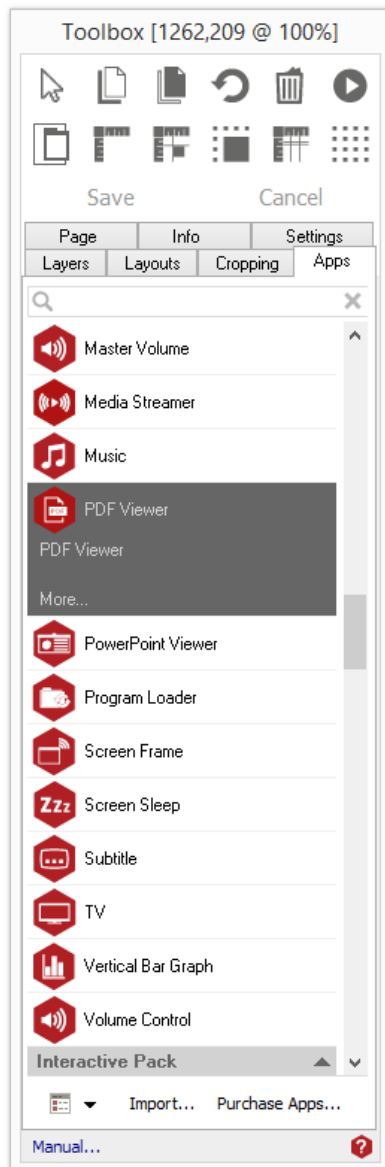 Toolbox [1262,209 @ 100%]
Save Cancel
Page Info Settings
Layers Layouts Cropping Apps
Master Volume
Media Streamer
Music
PDF
PDF Viewer
PDF Viewer
More...
PowerPoint Viewer
Program Loader
Screen Frame
ZZz Screen Sleep
Subtitle
TV
Vertical Bar Graph
Volume Control
Interactive Pack
Import... Purchase Apps...
Manual... ?